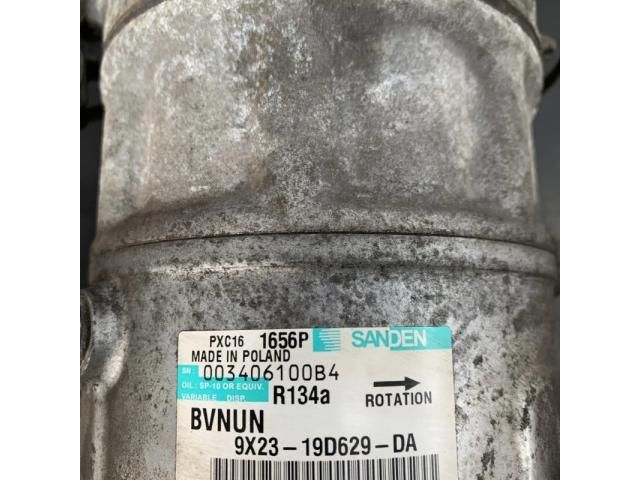 PXC16 1656P SANDEN
MADE IN POLAND
SN: 003406100B4
OIL: SP-10 OR EQUIV. R134a
VARIABLE DISP. ROTATION
BVNUN
9X23-19D629-DA